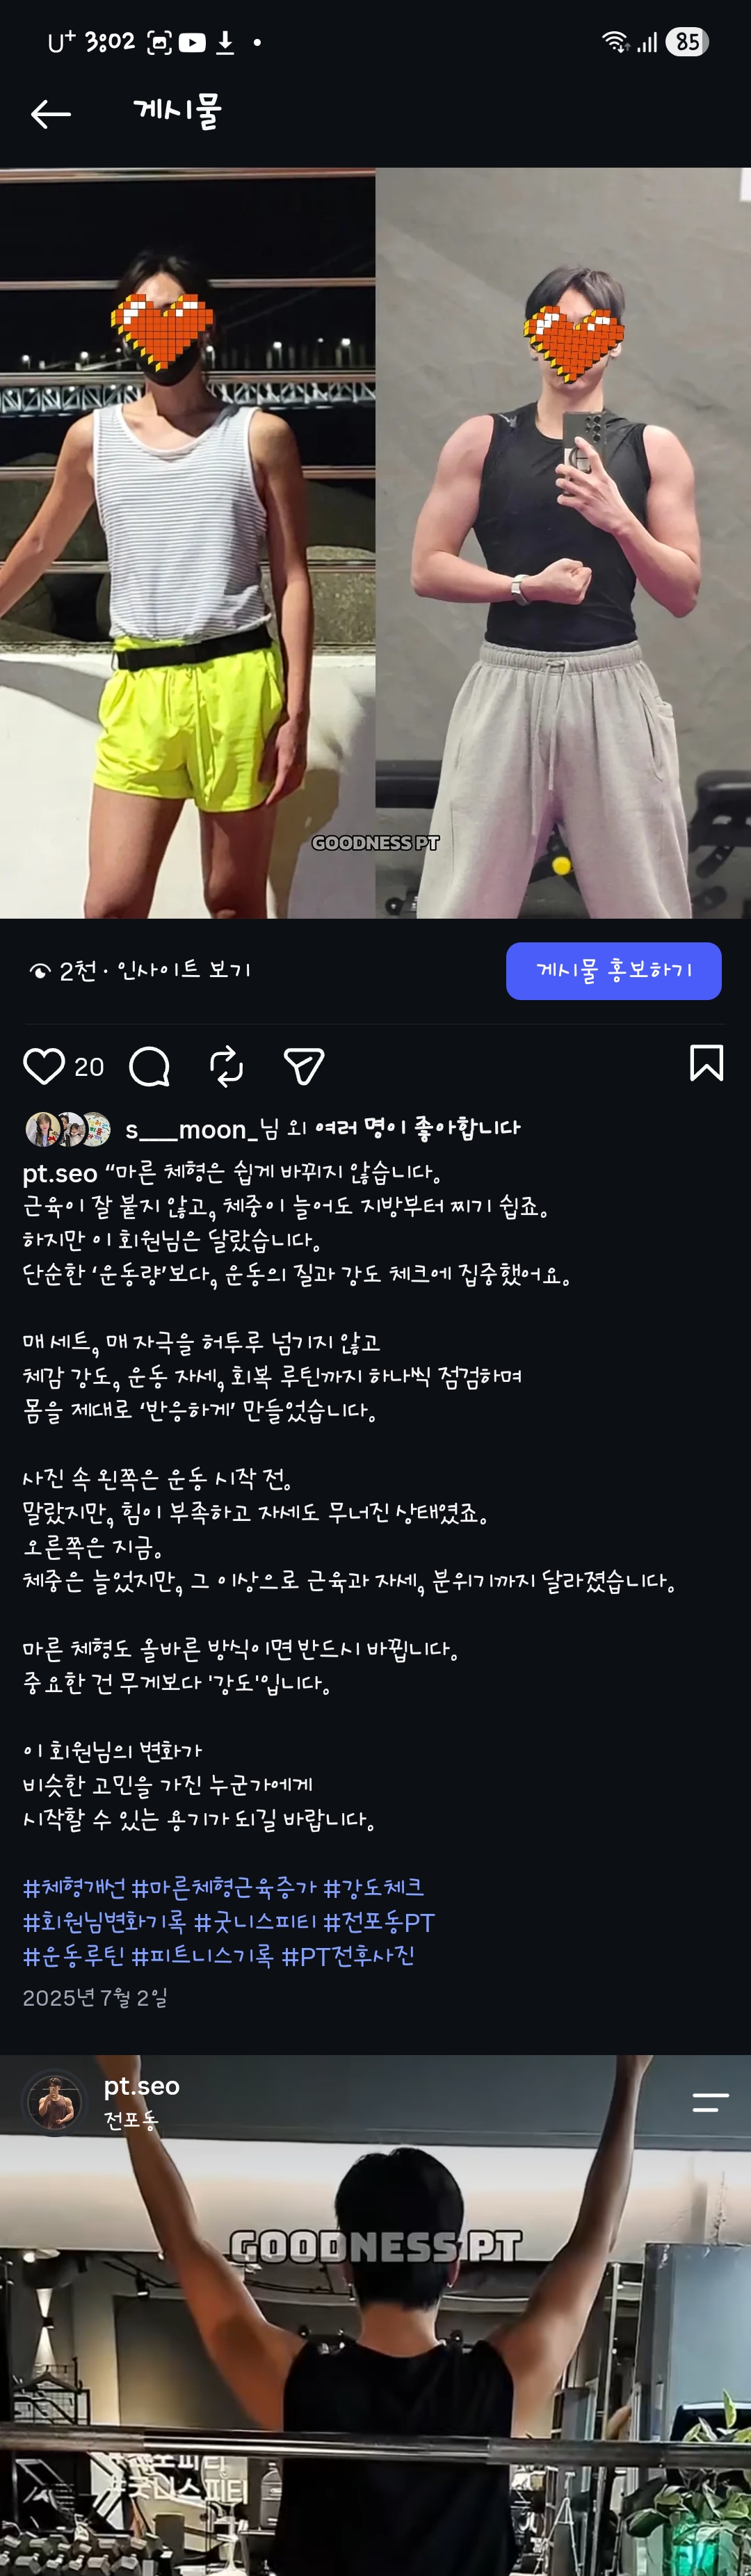 U+ 3:02 85
게시물
GOODNESS PT
2천 · 인사이트 보기
게시물 홍보하기
20
s___moon_님 외 여러 명이 좋아합니다
pt.seo “마른 체형은 쉽게 바뀌지 않습니다.
근육이 잘 붙지 않고, 체중이 늘어도 지방부터 찌기 쉽죠.
하지만 이 회원님은 달랐습니다.
단순한 ‘운동량’보다, 운동의 질과 강도 체크에 집중했어요.
매 세트, 매 자극을 허투루 넘기지 않고
체감 강도, 운동 자세, 회복 루틴까지 하나씩 점검하며
몸을 제대로 ‘반응하게’ 만들었습니다.
사진 속 왼쪽은 운동 시작 전.
말랐지만, 힘이 부족하고 자세도 무너진 상태였죠.
오른쪽은 지금.
체중은 늘었지만, 그 이상으로 근육과 자세, 분위기까지 달라졌습니다.
마른 체형도 올바른 방식이면 반드시 바뀝니다.
중요한 건 무게보다 '강도'입니다.
이 회원님의 변화가
비슷한 고민을 가진 누군가에게
시작할 수 있는 용기가 되길 바랍니다.
#체형개선 #마른체형근육증가 #강도체크
#회원님변화기록 #굿니스피티 #전포동PT
#운동루틴 #피트니스기록 #PT전후사진
2025년 7월 2일
pt.seo
전포동
GOODNESS PT
#굿니스피티